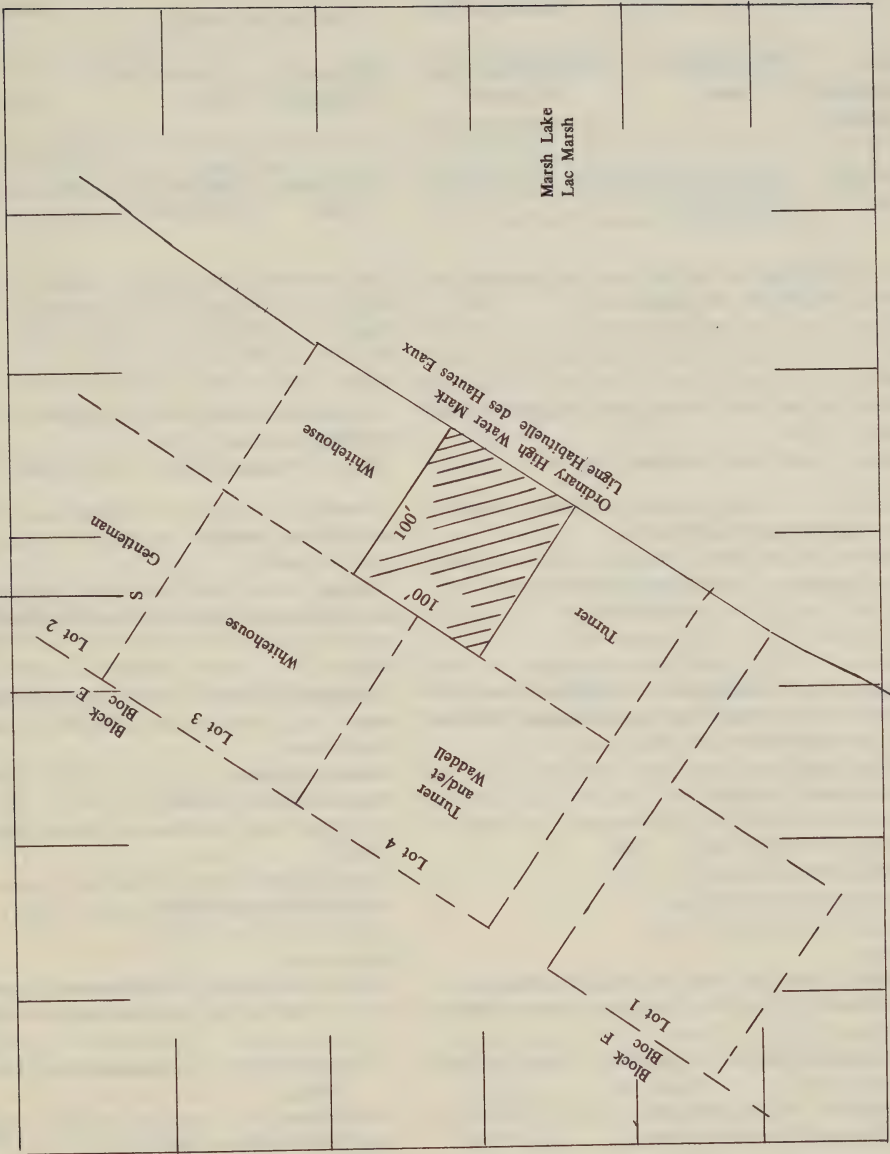 Marsh Lake
Lac Marsh
Ordinary High Water Mark
Ligne Habituelle des Hautes Eaux
Whitehouse
100'
100'
Turner
Gentleman
S
Whitehouse
Turner
and/et
Waddell
Lot 2
Block E
Bloc
Lot 3
Lot 4
Lot 1
Block F
Bloc